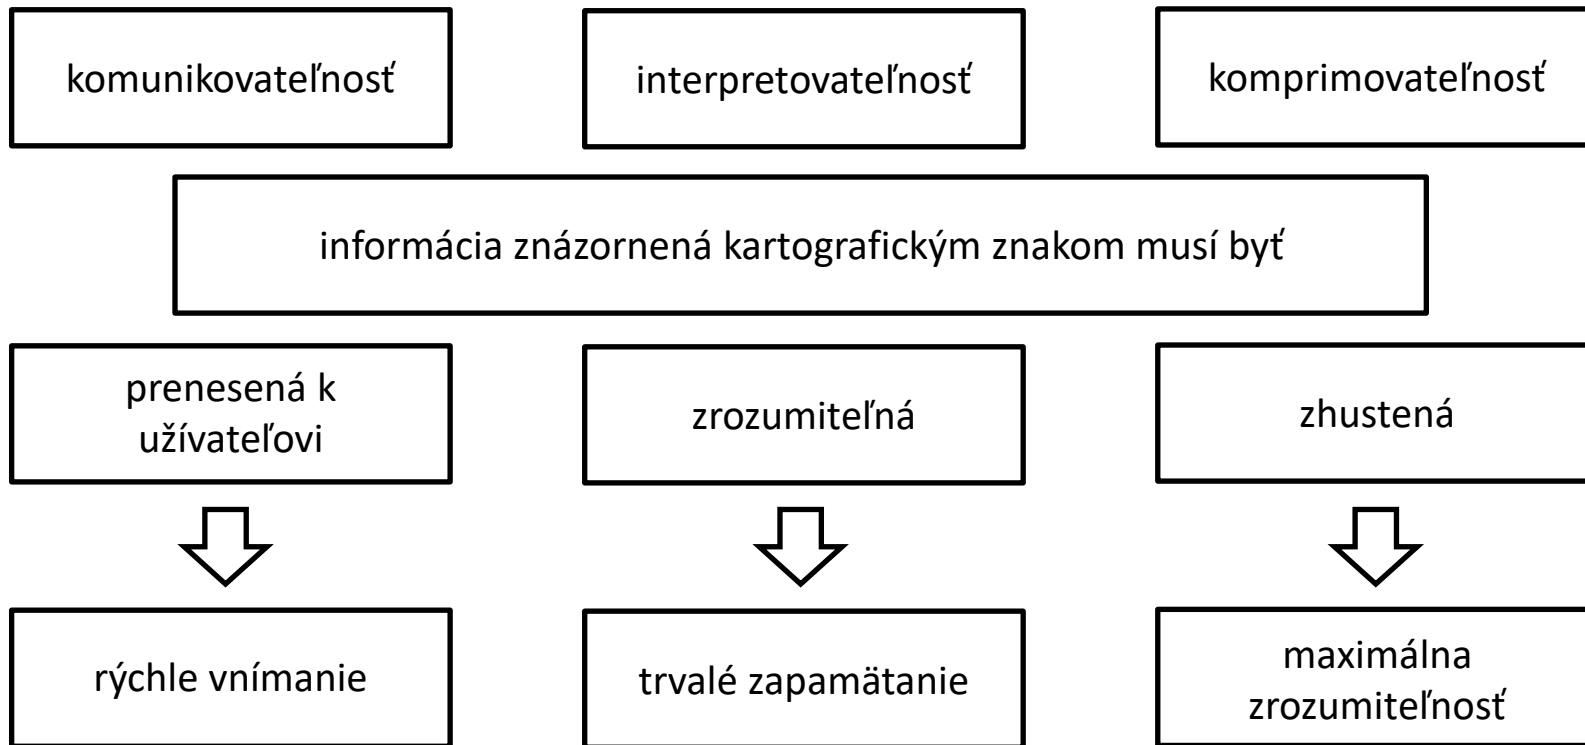 komunikovateľnosť
interpretovateľnosť
komprimovateľnosť
informácia znázornená kartografickým znakom musí byť
prenesená k
užívateľovi
zrozumiteľná
zhustená
rýchle vnímanie
trvalé zapamätanie
maximálna
zrozumiteľnosť